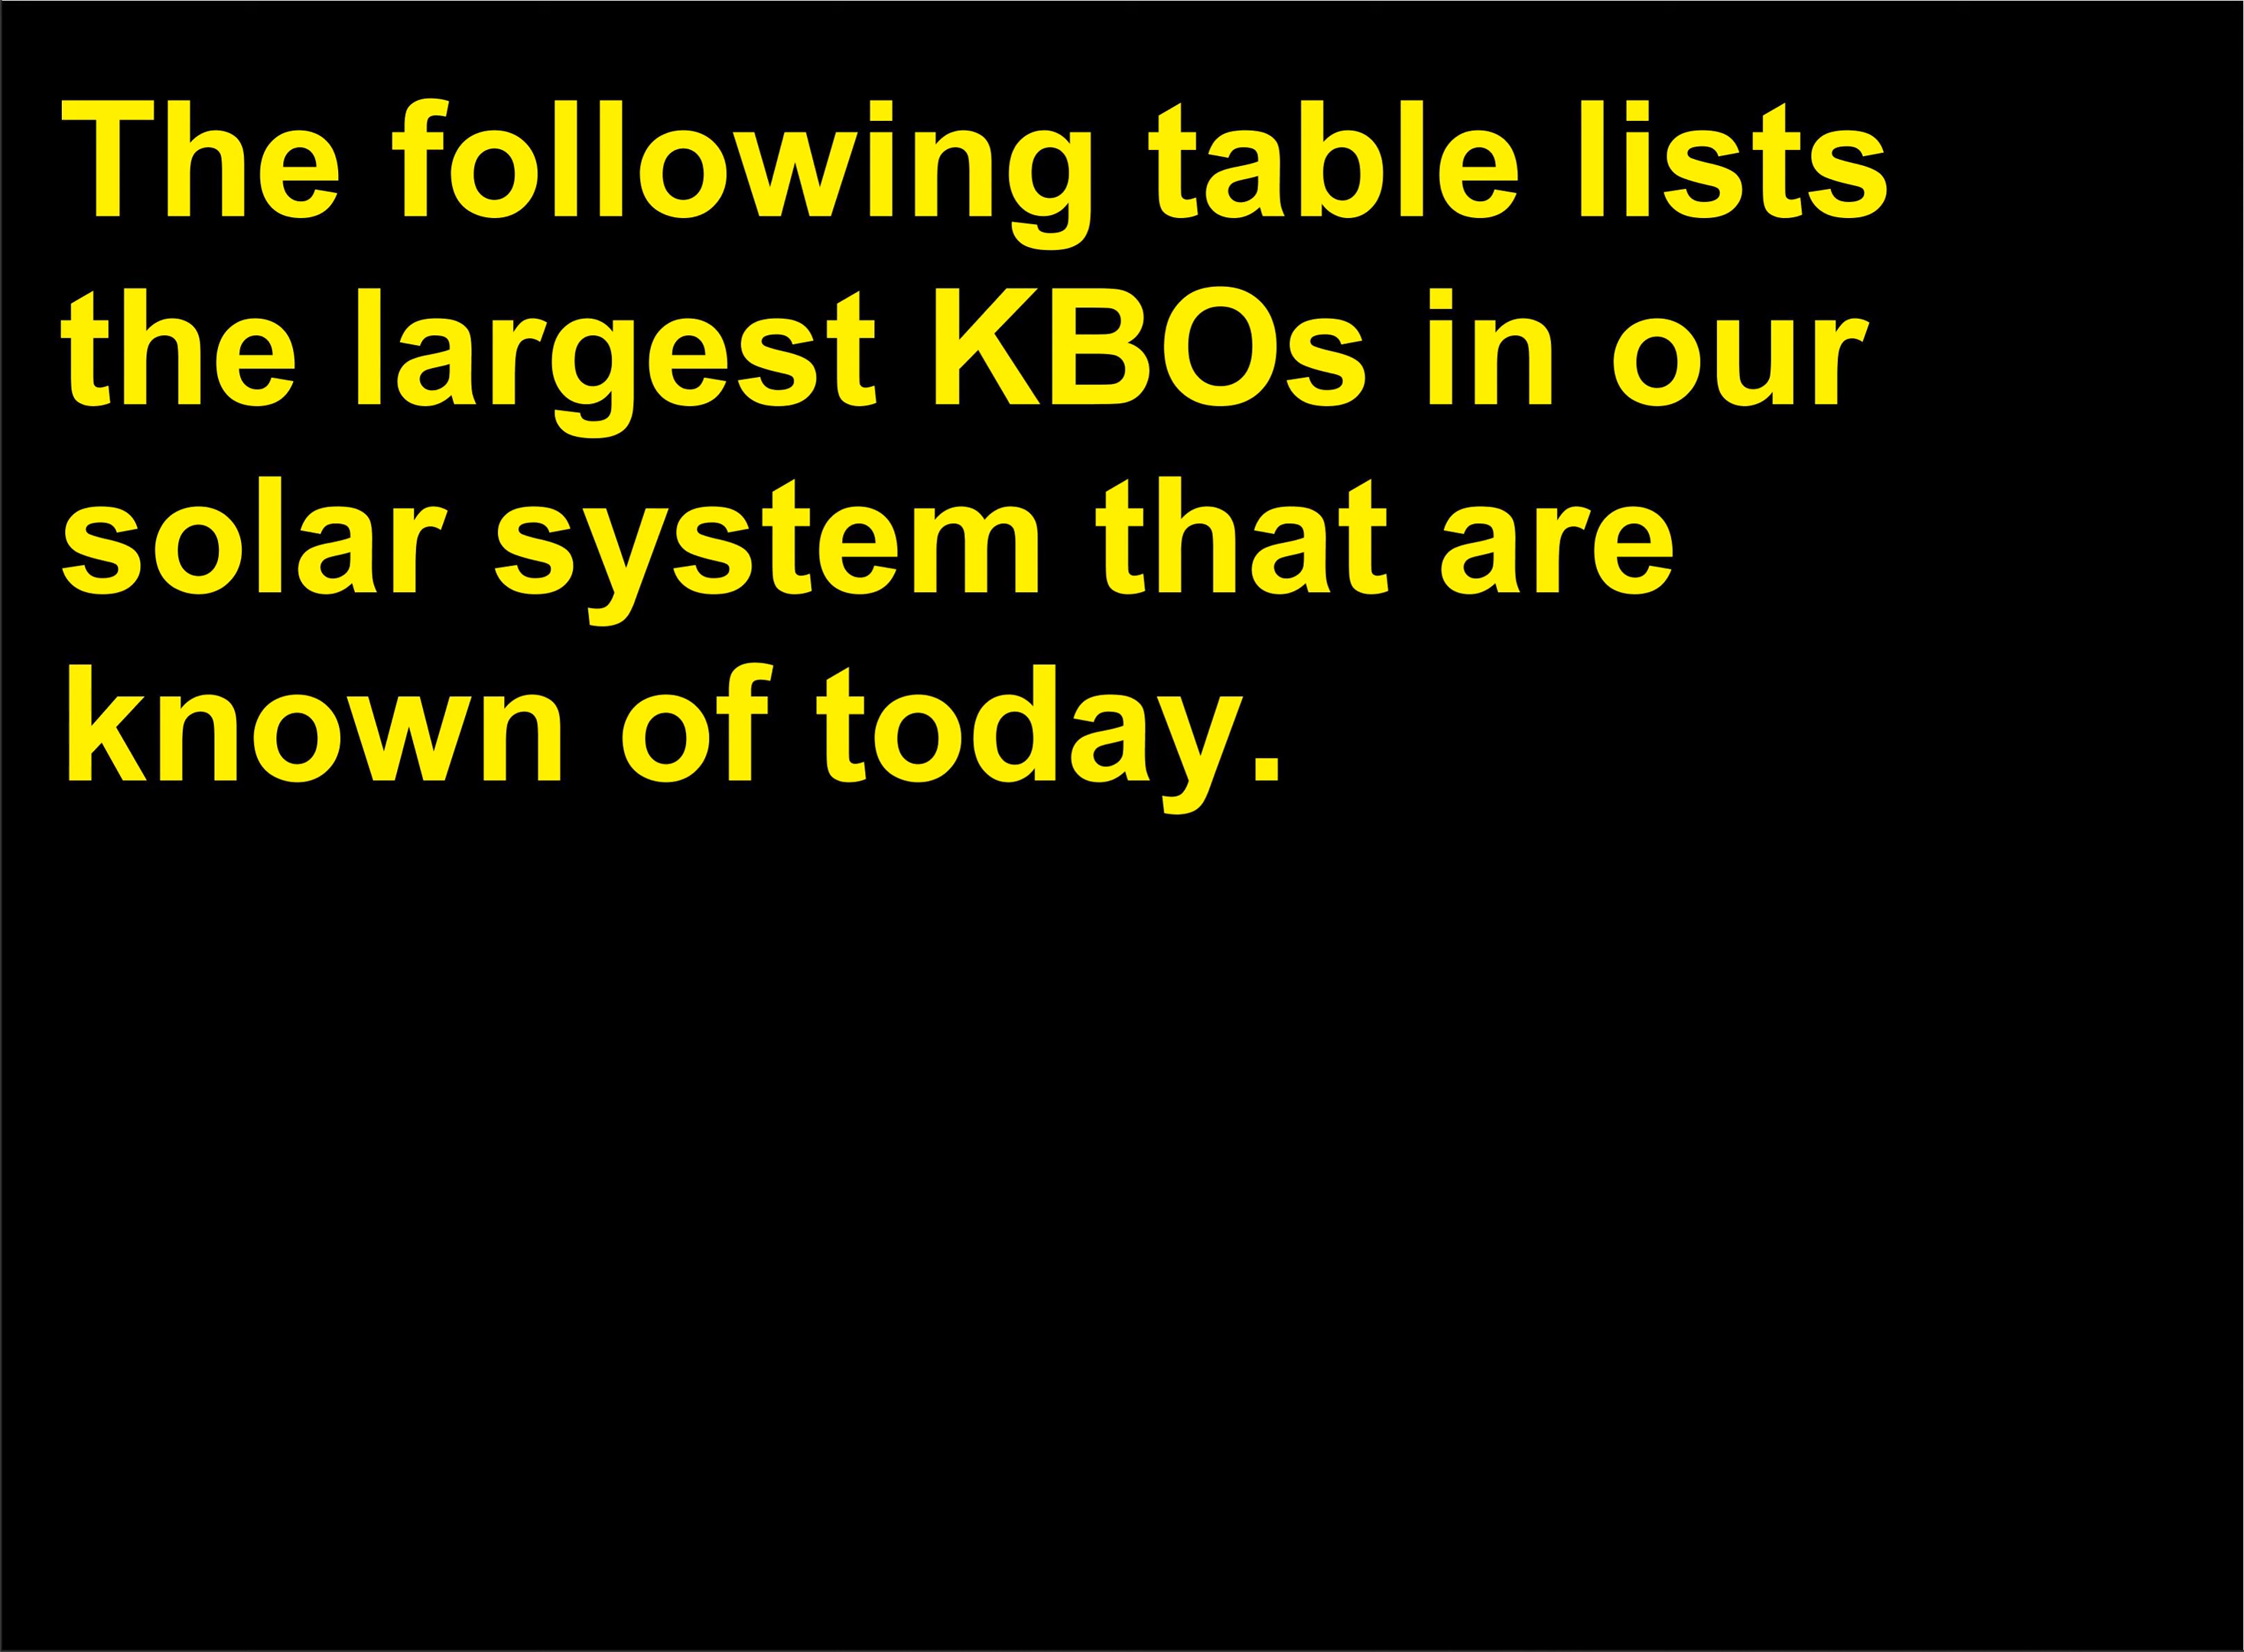 The following table lists
the largest KBOs in our
solar system that are
known of today.